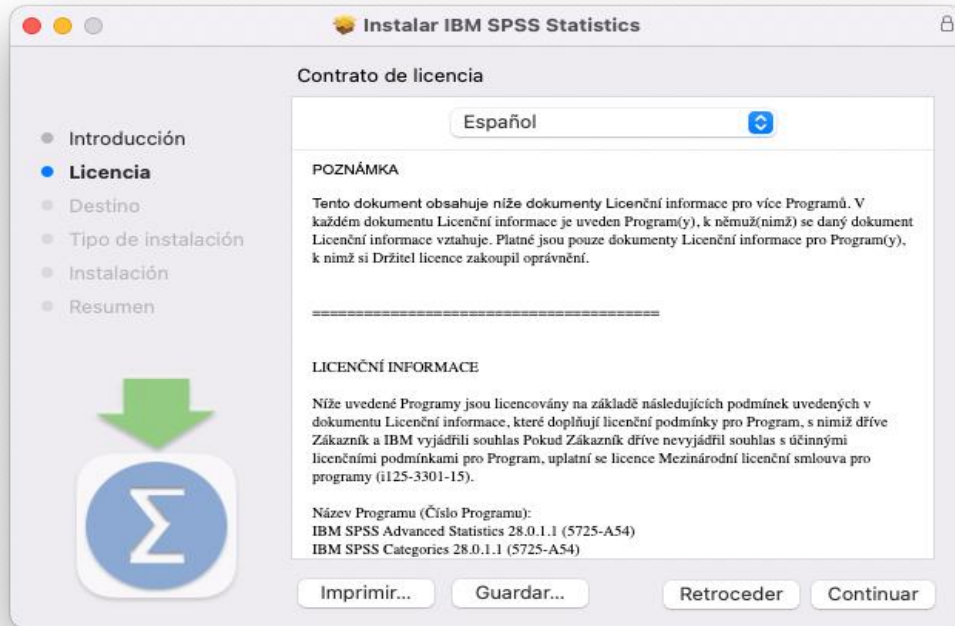 Instalar IBM SPSS Statistics
Contrato de licencia
Introducción
Licencia
Destino
Tipo de instalación
Instalación
Resumen
Español
POZNÁMKA
Tento dokument obsahuje níže dokumenty Licenční informace pro více Programů. V
každém dokumentu Licenční informace je uveden Program(y), k němuž(nimž) se daný dokument
Licenční informace vztahuje. Platné jsou pouze dokumenty Licenční informace pro Program(y),
k nimž si Držitel licence zakoupil oprávnění.
========================================
LICENČNÍ INFORMACE
Níže uvedené Programy jsou licencovány na základě následujících podmínek uvedených v
dokumentu Licenční informace, které doplňují licenční podmínky pro Program, s nimiž dříve
Zákazník a IBM vyjádřili souhlas Pokud Zákazník dříve nevyjádřil souhlas s účinnými
licenčními podmínkami pro Program, uplatní se licence Mezinárodní licenční smlouva pro
programy (i125-3301-15).
Název Programu (Číslo Programu):
IBM SPSS Advanced Statistics 28.0.1.1 (5725-A54)
IBM SPSS Categories 28.0.1.1 (5725-A54)
Σ
Imprimir... Guardar... Retroceder Continuar